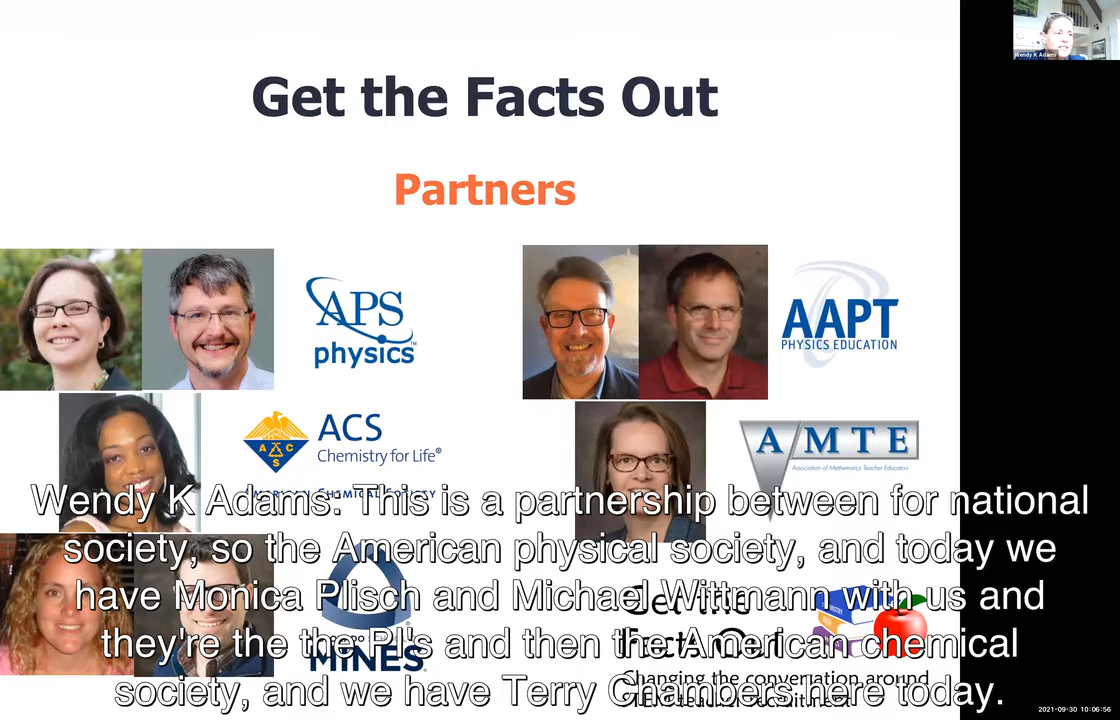 Get the Facts Out
Partners
Wendy K Adams
APS
physics™
AAPT
PHYSICS EDUCATION
ACS
Chemistry for Life®
A C S
AMTE
Association of Mathematics Teacher Educators
Wendy K Adams: This is a partnership between for national
society, so the American physical society, and today we
have Monica Plisch and Michael Wittmann with us and
they're the the PI's and then the American chemical
society, and we have Terry Chambers here today.
MINES
Get the
Facts Out
Changing the conversation around
2021-09-30 10:06:56